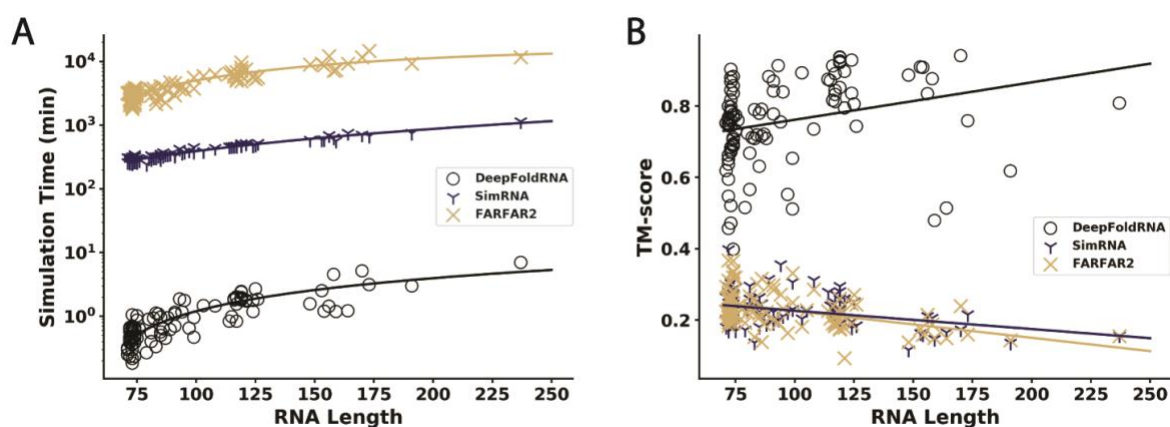 A
Simulation Time (min)
10⁴
10³
10²
10¹
10⁰
75 100 125 150 175 200 225 250
RNA Length
DeepFoldRNA
SimRNA
FARFAR2
B
TM-score
0.8
0.6
0.4
0.2
75 100 125 150 175 200 225 250
RNA Length
DeepFoldRNA
SimRNA
FARFAR2